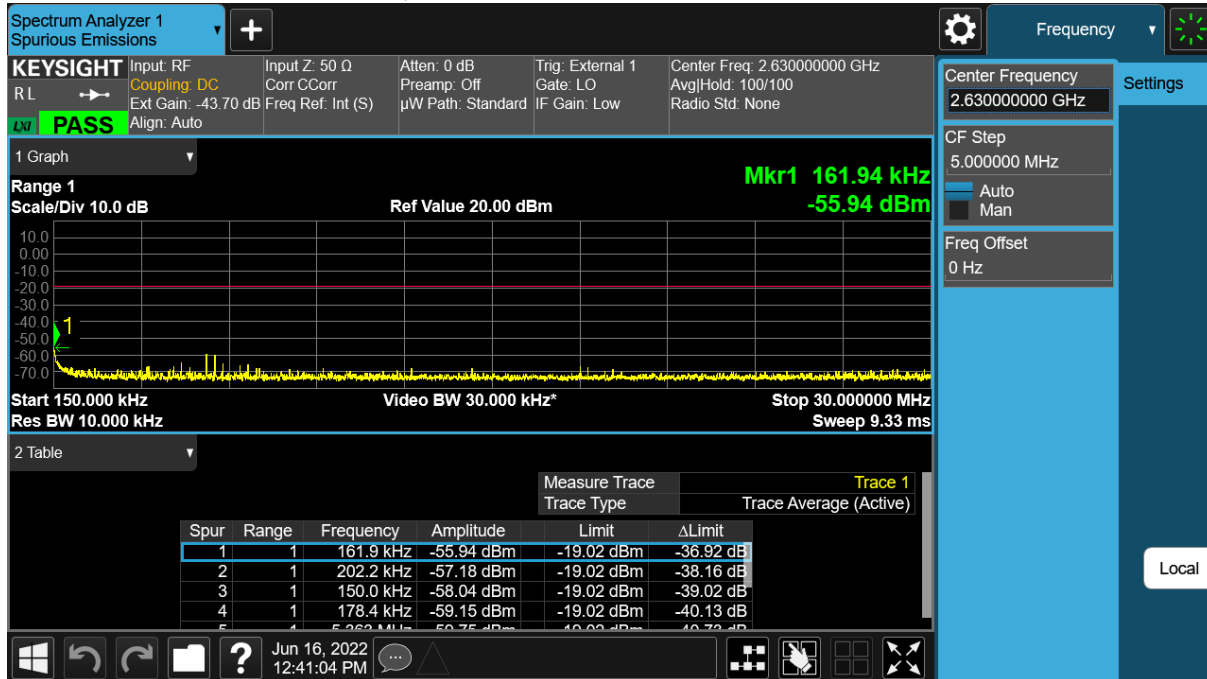 Spectrum Analyzer 1
Spurious Emissions
+
Frequency
KEYSIGHT
R L
LXI PASS
Input: RF
Coupling: DC
Ext Gain: -43.70 dB
Align: Auto
Input Z: 50 Ω
Corr CCorr
Freq Ref: Int (S)
Atten: 0 dB
Preamp: Off
µW Path: Standard
Trig: External 1
Gate: LO
IF Gain: Low
Center Freq: 2.630000000 GHz
Avg|Hold: 100/100
Radio Std: None
Center Frequency
2.630000000 GHz
Settings
CF Step
5.000000 MHz
Auto
Man
Freq Offset
0 Hz
Local
1 Graph
Range 1
Scale/Div 10.0 dB
Ref Value 20.00 dBm
Mkr1 161.94 kHz
-55.94 dBm
10.0
0.00
-10.0
-20.0
-30.0
-40.0
-50.0
-60.0
-70.0
1
Start 150.000 kHz
Video BW 30.000 kHz*
Stop 30.000000 MHz
Res BW 10.000 kHz
Sweep 9.33 ms
2 Table
Measure Trace Trace 1
Trace Type Trace Average (Active)
Spur Range Frequency Amplitude Limit ΔLimit
1 1 161.9 kHz -55.94 dBm -19.02 dBm -36.92 dB
2 1 202.2 kHz -57.18 dBm -19.02 dBm -38.16 dB
3 1 150.0 kHz -58.04 dBm -19.02 dBm -39.02 dB
4 1 178.4 kHz -59.15 dBm -19.02 dBm -40.13 dB
?
Jun 16, 2022
12:41:04 PM